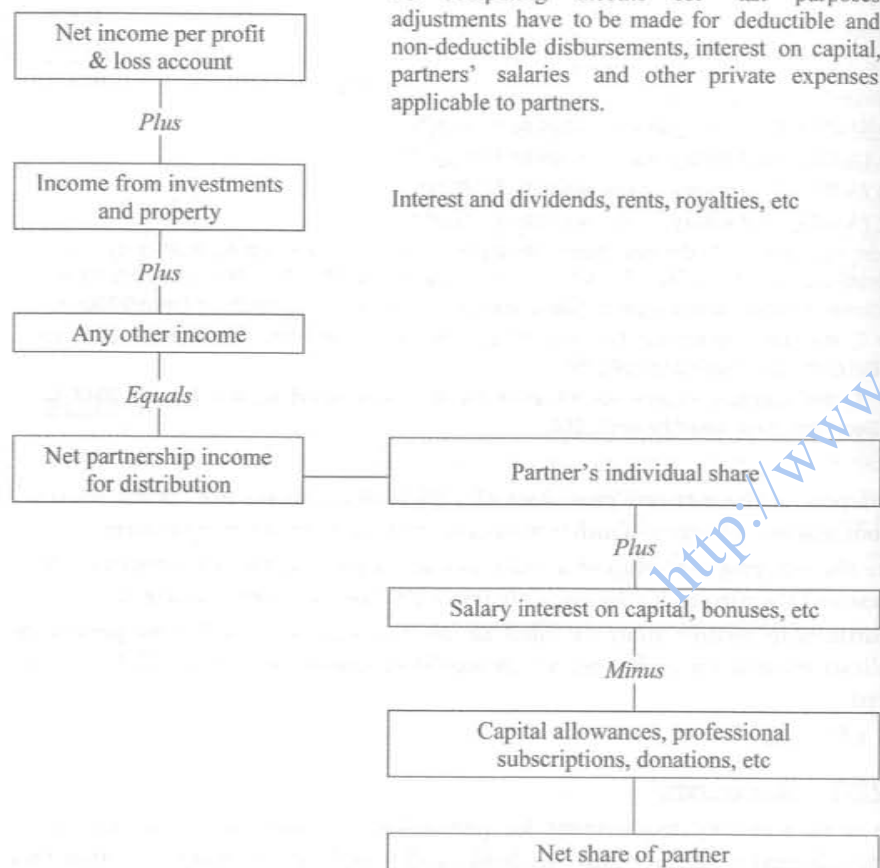 adjustments have to be made for deductible and
non-deductible disbursements, interest on capital,
partners' salaries and other private expenses
applicable to partners.
Net income per profit
& loss account
Plus
Income from investments
and property
Interest and dividends, rents, royalties, etc
Plus
Any other income
Equals
Net partnership income
for distribution
Partner's individual share
Plus
Salary interest on capital, bonuses, etc
Minus
Capital allowances, professional
subscriptions, donations, etc
Net share of partner
http://www